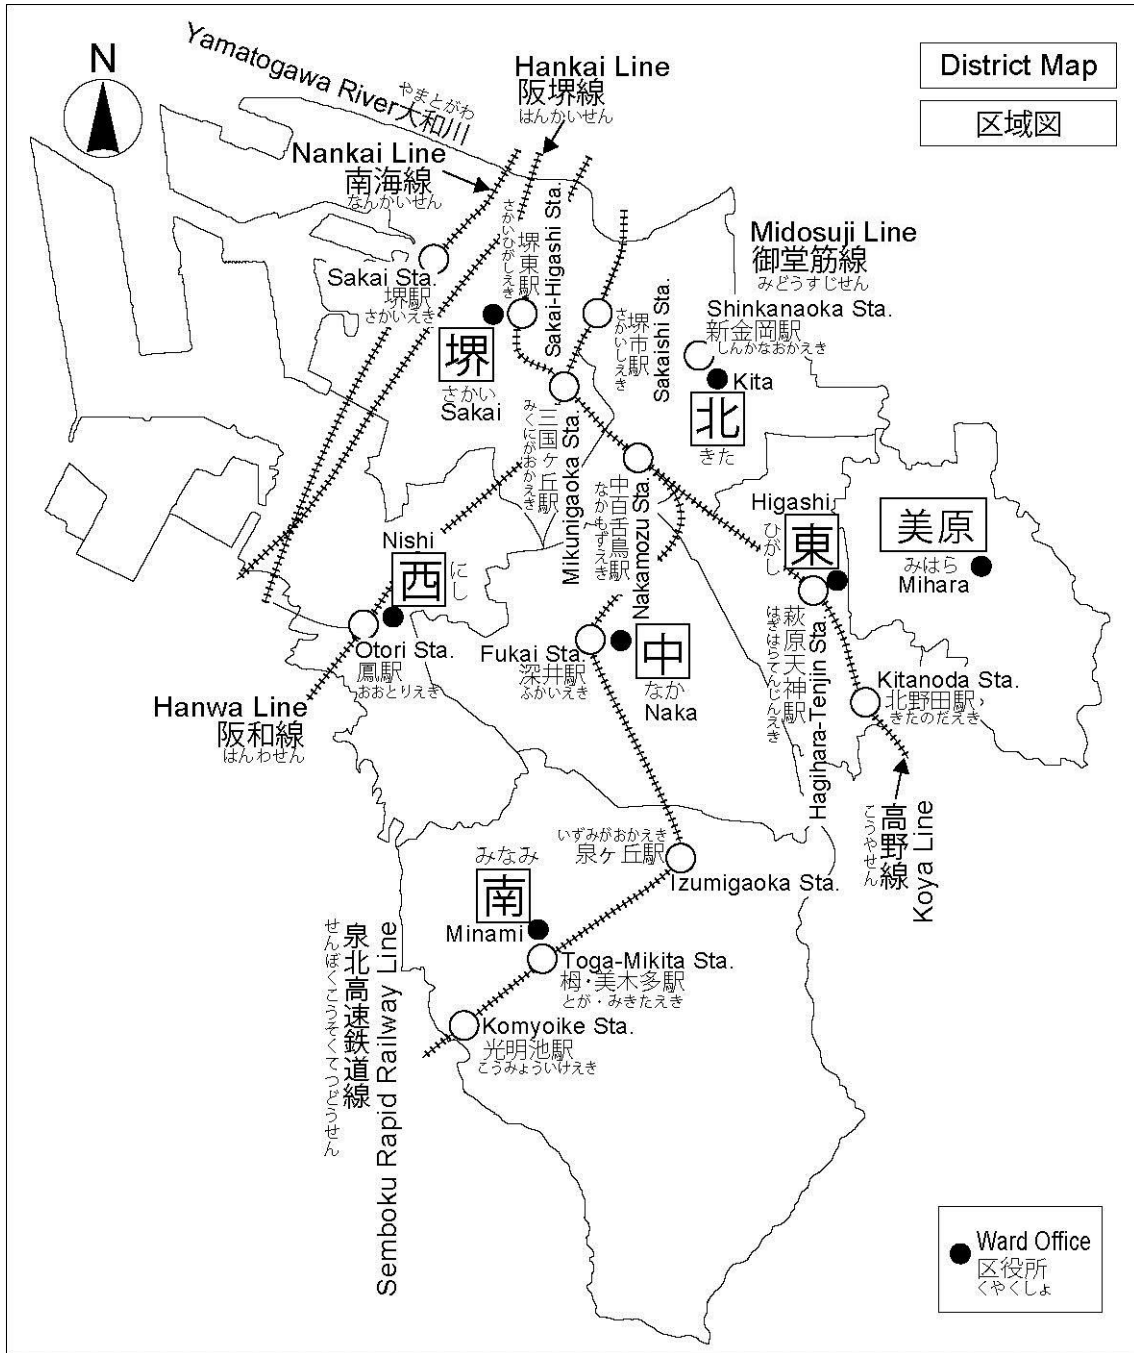 N
Yamatogawa River大和川
やまとがわ
Hankai Line
阪堺線
はんかいせん
District Map
区域図
Nankai Line
南海線
なんかいせん
Sakai Sta.
堺駅
さかいえき
さかいひがしえき
堺東駅
Sakai-Higashi Sta.
さかいしえき
堺市駅
Sakaishi Sta.
Midosuji Line
御堂筋線
みどうすじせん
Shinkanaoka Sta.
新金岡駅
しんかなおかえき
堺
さかい
Sakai
Kita
北
きた
みくにがおかえき
三国ヶ丘駅
Mikunigaoka Sta.
なかもずえき
中百舌鳥駅
Nakamozu Sta.
Higashi
東
ひがし
美原
みはら
Mihara
Nishi
西
にし
Otori Sta.
鳳駅
おおとりえき
Fukai Sta.
深井駅
ふかいえき
中
なか
Naka
はぎはらてんじんえき
萩原天神駅
Hagihara-Tenjin Sta.
Kitanoda Sta.
北野田駅
きたのだえき
Hanwa Line
阪和線
はんわせん
こうやせん
高野線
Koya Line
いずみがおかえき
泉ヶ丘駅
Izumigaoka Sta.
みなみ
南
Minami
Toga-Mikita Sta.
栂・美木多駅
とが・みきたえき
Komyoike Sta.
光明池駅
こうみょういけえき
せんぼくこうそくてつどうせん
泉北高速鉄道線
Semboku Rapid Railway Line
Ward Office
区役所
くやくしょ